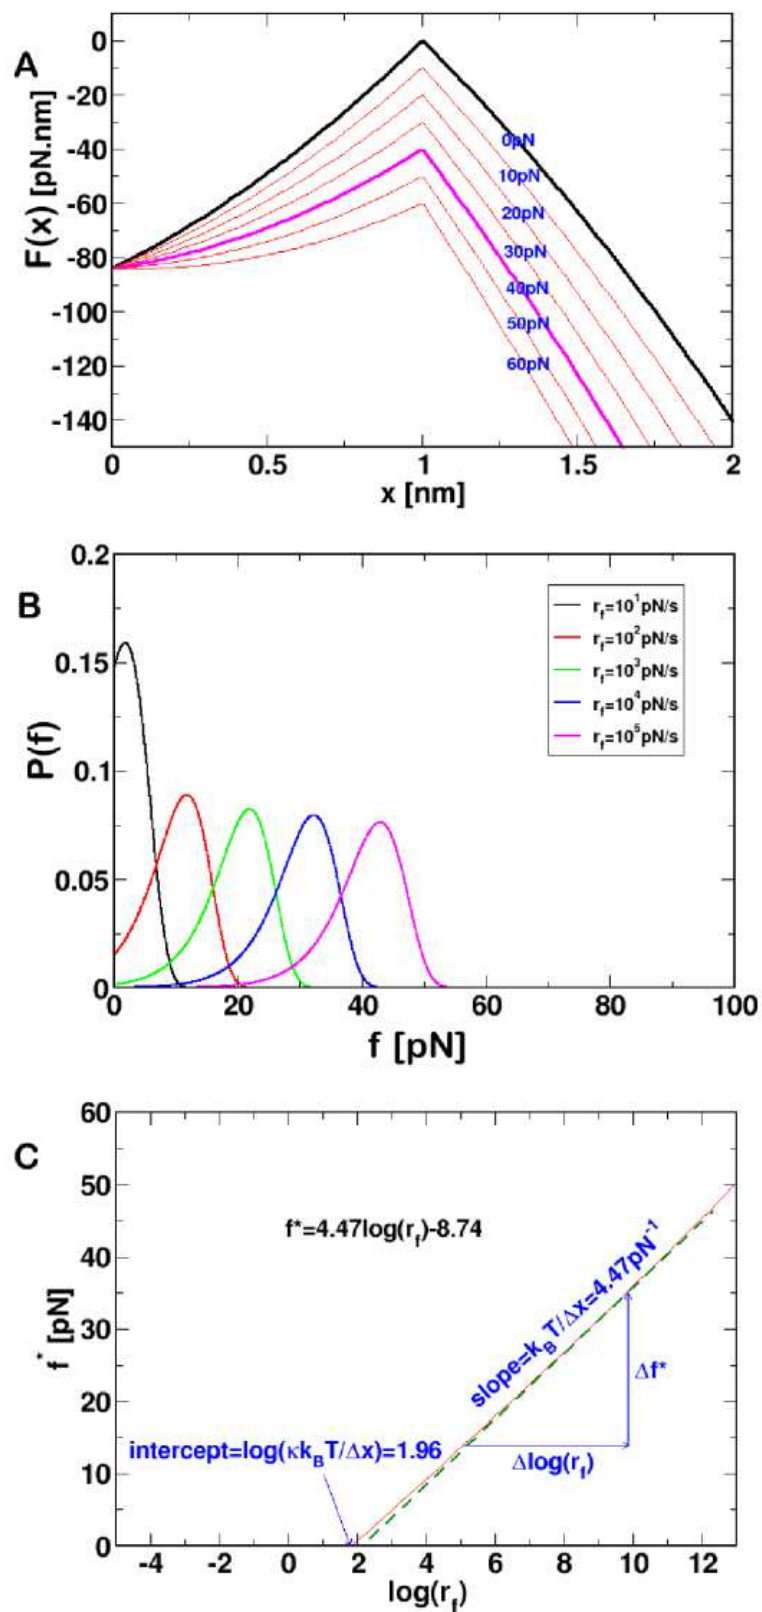 A
F(x) [pN.nm]
0
-20
-40
-60
-80
-100
-120
-140
0pN
10pN
20pN
30pN
40pN
50pN
60pN
0 0.5 1 1.5 2
x [nm]
B
P(f)
0.2
0.15
0.1
0.05
0
r_f=10^1pN/s
r_f=10^2pN/s
r_f=10^3pN/s
r_f=10^4pN/s
r_f=10^5pN/s
0 20 40 60 80 100
f [pN]
C
f* [pN]
60
50
40
30
20
10
0
f*=4.47log(r_f)-8.74
slope=k_BT/Δx=4.47pN^-1
Δf*
intercept=log(κk_BT/Δx)=1.96
Δlog(r_f)
-4 -2 0 2 4 6 8 10 12
log(r_f)